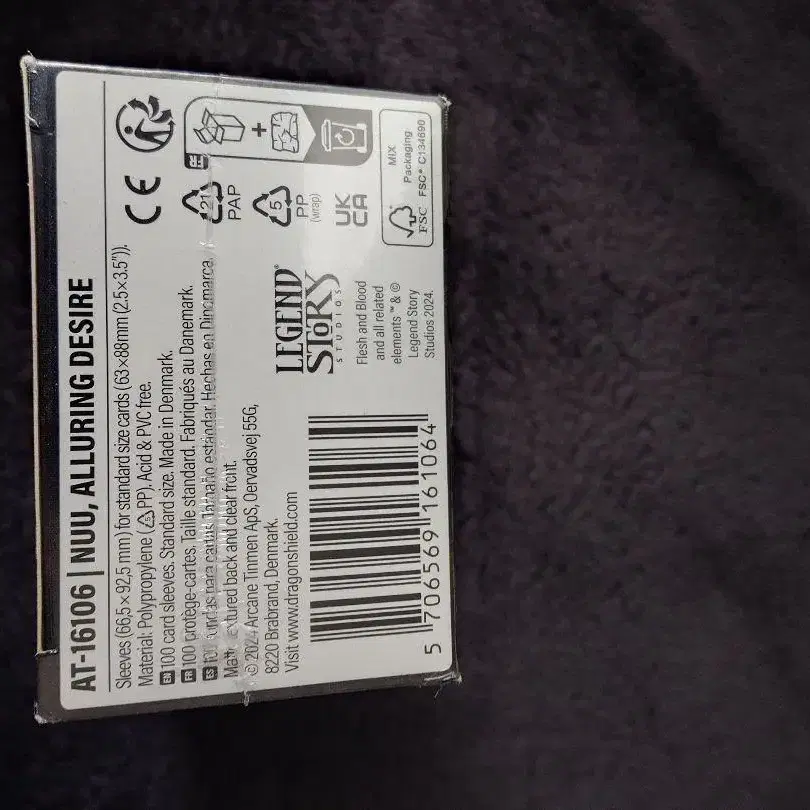 AT-16106 | NUU, ALLURING DESIRE
Sleeves (66,5 x 92,5 mm) for standard size cards (63×88mm (2.5×3.5")).
Material: Polypropylene (5 PP), Acid & PVC free.
EN 100 card sleeves. Standard size. Made in Denmark.
FR 100 protège-cartes. Taille standard. Fabriqués au Danemark.
ES 100 fundas para cartas Tamaño estándar. Hechas en Dinamarca.
Matte textured back and clear front.
© 2024 Arcane Tinmen ApS, Oervadsvej 55G,
8220 Brabrand, Denmark.
Visit www.dragonshield.com
5 706569 161064
LEGEND
STORY
STUDIOS
Flesh and Blood
and all related
elements ™ & ©
Legend Story
Studios 2024.
CE
21
PAP
5
PP
(wrap)
UK
CA
FR
+
FSC
MIX
Packaging
FSC® C134690